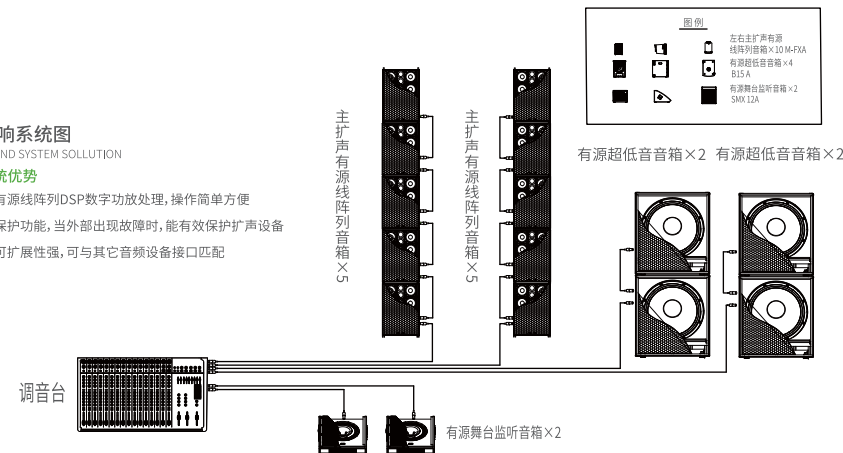 响系统图
ND SYSTEM SOLLUTION
统优势
有源线阵列DSP数字功放处理，操作简单方便
保护功能，当外部出现故障时，能有效保护扩声设备
可扩展性强，可与其它音频设备接口匹配
主扩声有源线阵列音箱×5
主扩声有源线阵列音箱×5
图例
左右主扩声有源
线阵列音箱×10 M-FXA
有源超低音音箱×4
B15 A
有源舞台监听音箱×2
SMX 12A
有源超低音音箱×2
有源超低音音箱×2
调音台
有源舞台监听音箱×2